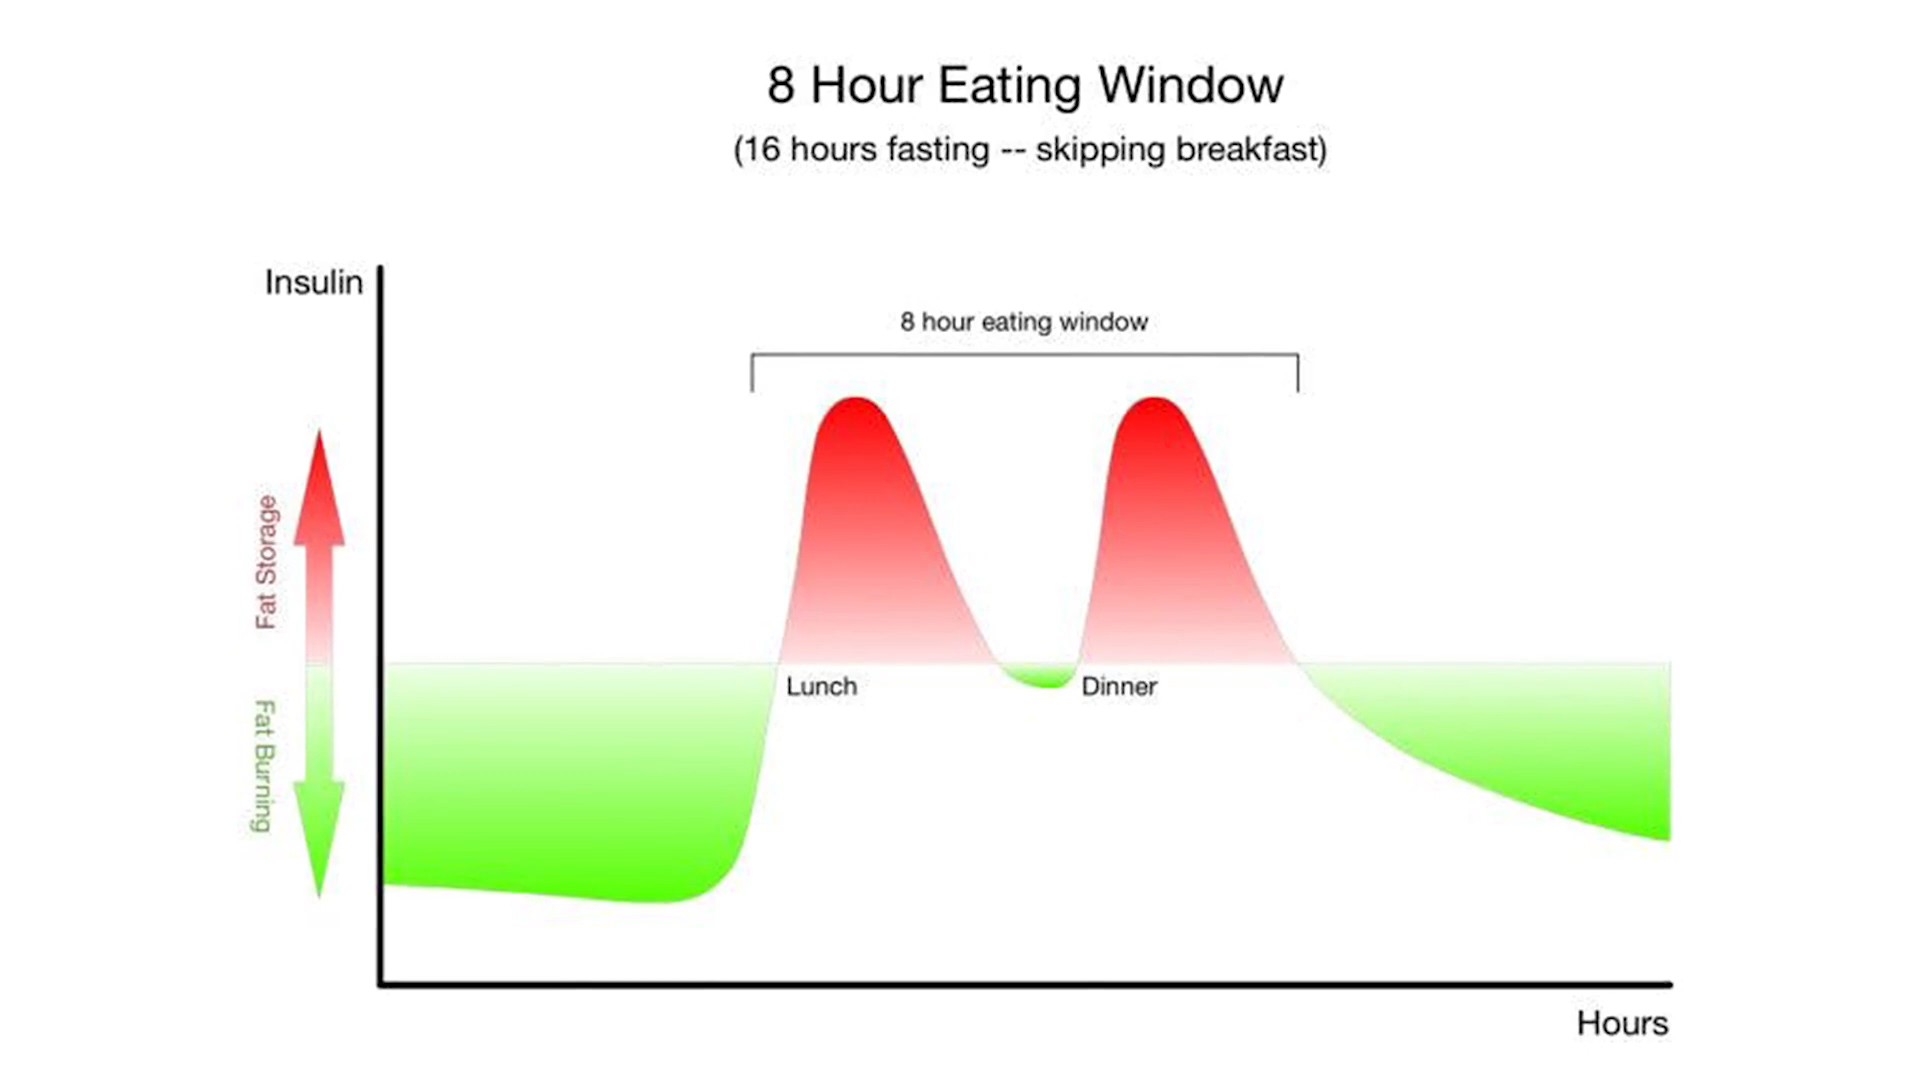 8 Hour Eating Window
(16 hours fasting -- skipping breakfast)
Insulin
8 hour eating window
Fat Storage
Fat Burning
Lunch
Dinner
Hours